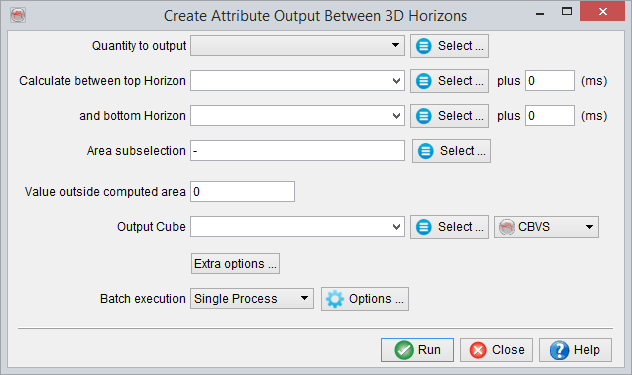 Create Attribute Output Between 3D Horizons
Quantity to output Select ...
Calculate between top Horizon Select ... plus 0 (ms)
and bottom Horizon Select ... plus 0 (ms)
Area subselection - Select ...
Value outside computed area 0
Output Cube Select ... CBVS
Extra options ...
Batch execution Single Process Options ...
Run Close Help